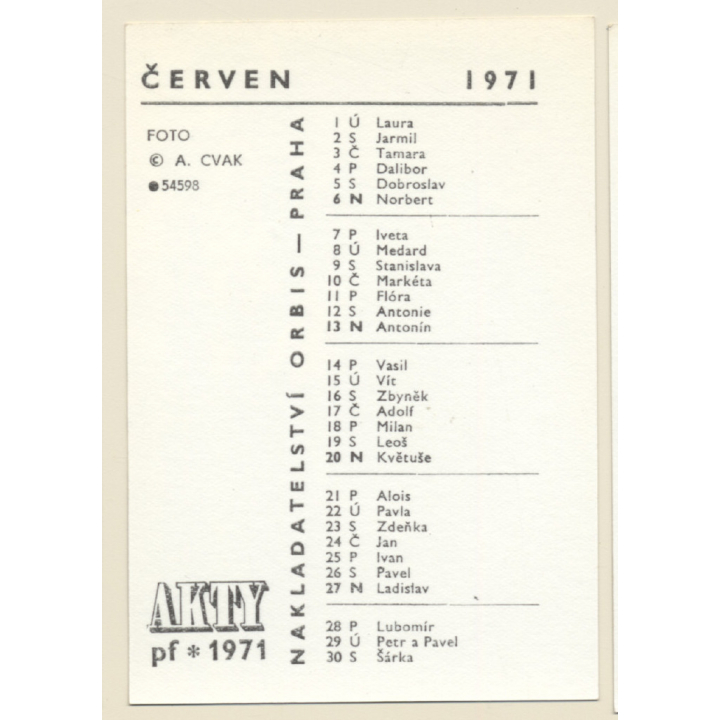 ČERVEN 1971
FOTO
© A. CVAK
54598
NAKLADATELSTVÍ ORBIS — PRAHA
1 Ú Laura
2 S Jarmil
3 Č Tamara
4 P Dalibor
5 S Dobroslav
6 N Norbert
7 P Iveta
8 Ú Medard
9 S Stanislava
10 Č Markéta
11 P Flóra
12 S Antonie
13 N Antonín
14 P Vasil
15 Ú Vít
16 S Zbyněk
17 Č Adolf
18 P Milan
19 S Leoš
20 N Květuše
21 P Alois
22 Ú Pavla
23 S Zdeňka
24 Č Jan
25 P Ivan
26 S Pavel
27 N Ladislav
28 P Lubomír
29 Ú Petr a Pavel
30 S Šárka
AKTY
pf * 1971